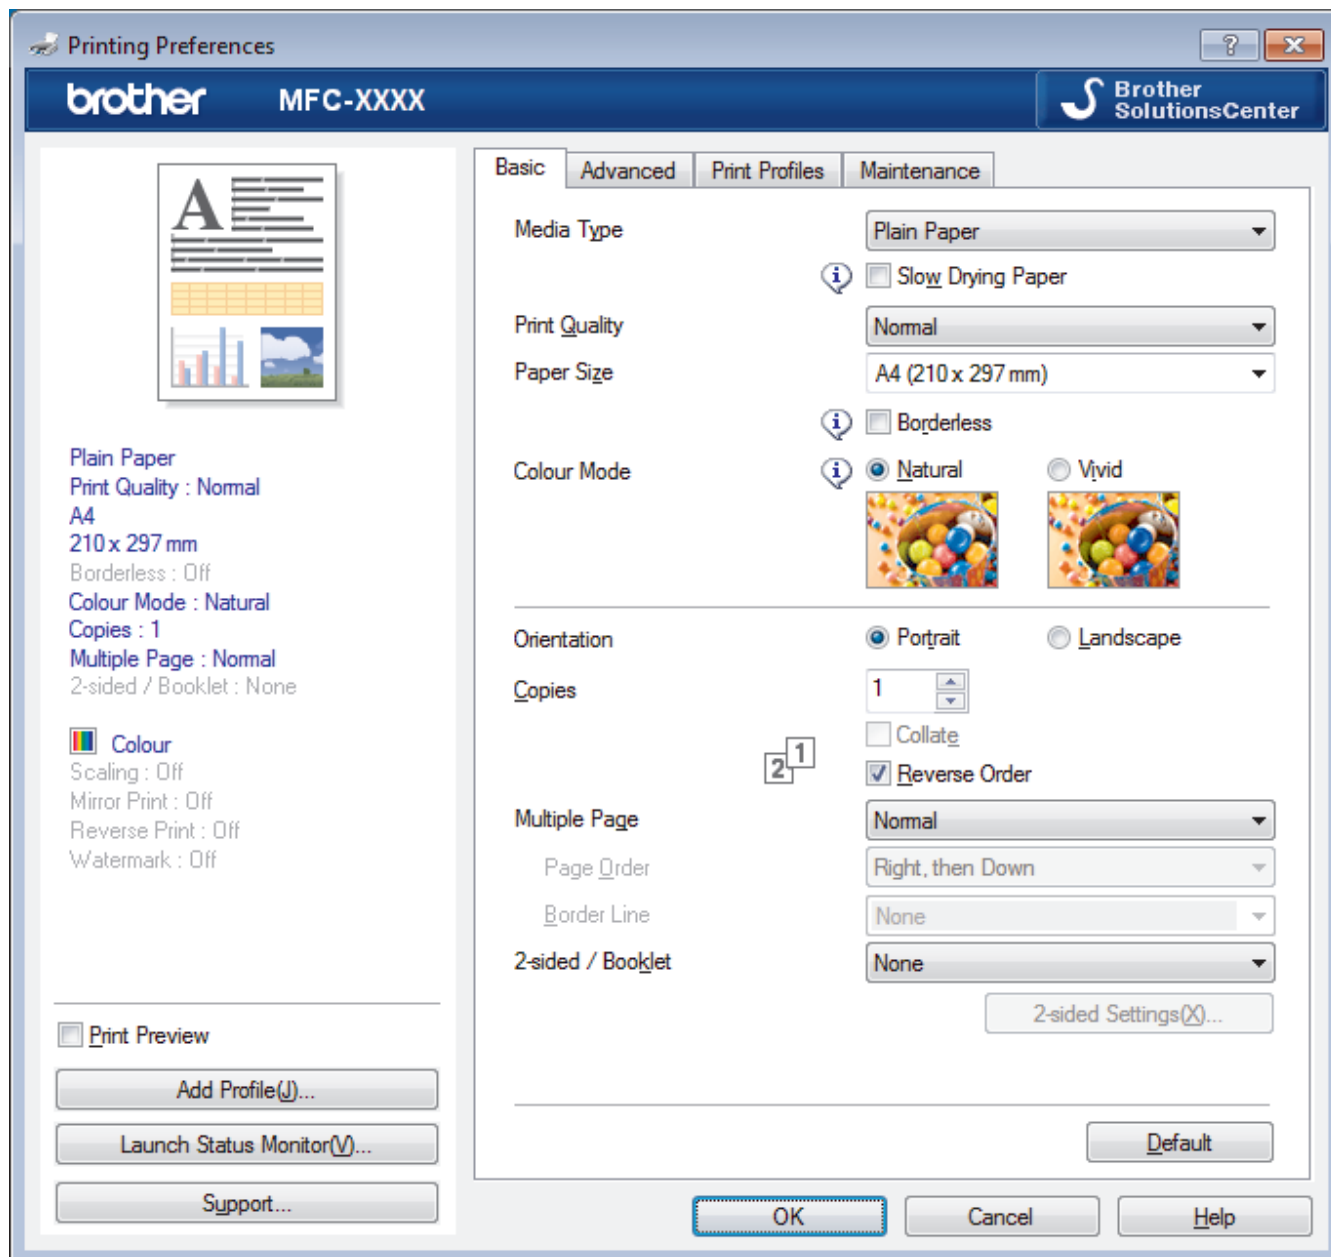 Printing Preferences
brother MFC-XXXX
Brother
SolutionsCenter
A
Plain Paper
Print Quality : Normal
A4
210 x 297 mm
Borderless : Off
Colour Mode : Natural
Copies : 1
Multiple Page : Normal
2-sided / Booklet : None
Colour
Scaling : Off
Mirror Print : Off
Reverse Print : Off
Watermark : Off
Print Preview
Add Profile(J)...
Launch Status Monitor(V)...
Support...
Basic Advanced Print Profiles Maintenance
Media Type Plain Paper
Slow Drying Paper
Print Quality Normal
Paper Size A4 (210 x 297 mm)
Borderless
Colour Mode Natural Vivid
Orientation Portrait Landscape
Copies 1
Collate
2 1
Reverse Order
Multiple Page Normal
Page Order Right, then Down
Border Line None
2-sided / Booklet None
2-sided Settings(X)...
Default
OK Cancel Help